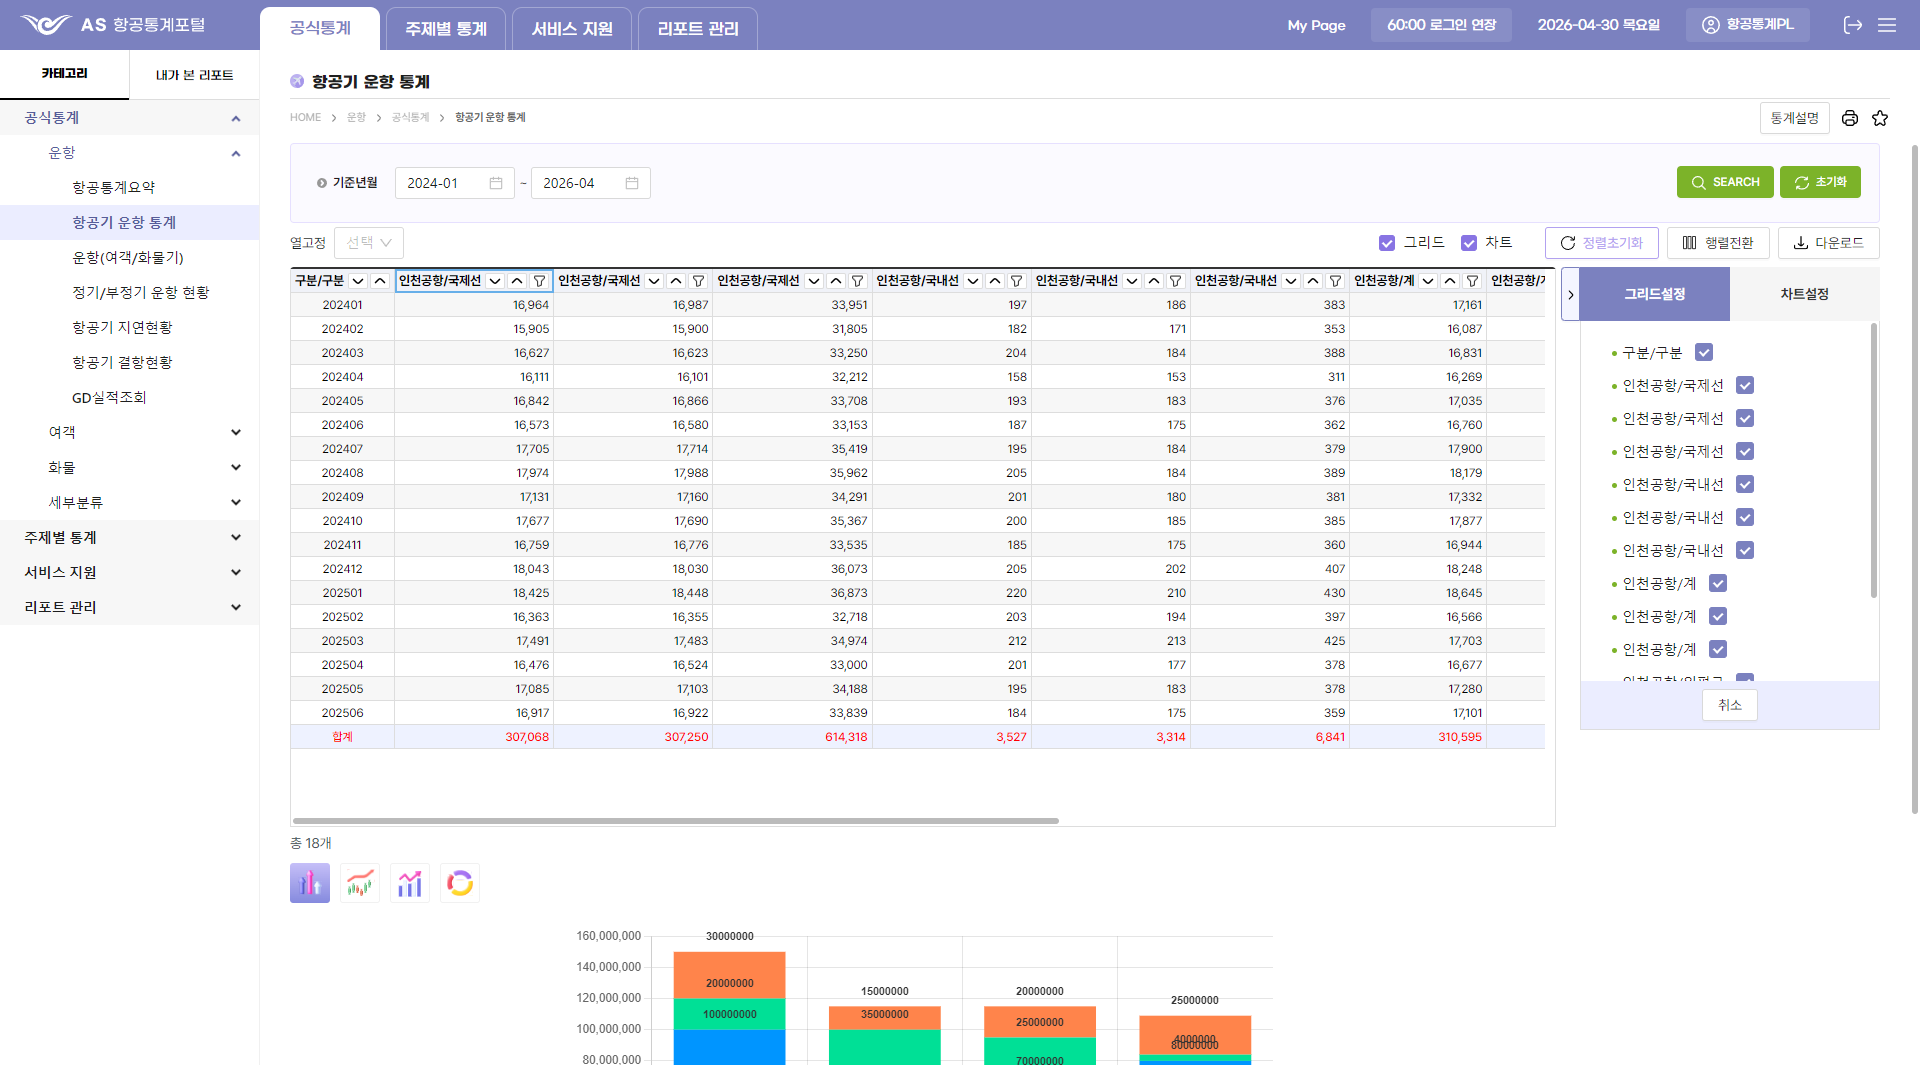 AS 항공통계포털
공식통계
주제별 통계
서비스 지원
리포트 관리
My Page
60:00 로그인 연장
2026-04-30 목요일
항공통계PL
카테고리
내가 본 리포트
공식통계
운항
항공통계요약
항공기 운항 통계
운항(여객/화물기)
정기/부정기 운항 현황
항공기 지연현황
항공기 결항현황
GD실적조회
여객
화물
세부분류
주제별 통계
서비스 지원
리포트 관리
항공기 운항 통계
HOME > 운항 > 공식통계 > 항공기 운항 통계
통계설명
기준년월 2024-01 ~ 2026-04
SEARCH
초기화
열고정 선택
그리드 차트
정렬초기화
행렬전환
다운로드
구분/구분 인천공항/국제선 인천공항/국제선 인천공항/국제선 인천공항/국내선 인천공항/국내선 인천공항/국내선 인천공항/계
202401 16,964 16,987 33,951 197 186 383 17,161
202402 15,905 15,900 31,805 182 171 353 16,087
202403 16,627 16,623 33,250 204 184 388 16,831
202404 16,111 16,101 32,212 158 153 311 16,269
202405 16,842 16,866 33,708 193 183 376 17,035
202406 16,573 16,580 33,153 187 175 362 16,760
202407 17,705 17,714 35,419 195 184 379 17,900
202408 17,974 17,988 35,962 205 184 389 18,179
202409 17,131 17,160 34,291 201 180 381 17,332
202410 17,677 17,690 35,367 200 185 385 17,877
202411 16,759 16,776 33,535 185 175 360 16,944
202412 18,043 18,030 36,073 205 202 407 18,248
202501 18,425 18,448 36,873 220 210 430 18,645
202502 16,363 16,355 32,718 203 194 397 16,566
202503 17,491 17,483 34,974 212 213 425 17,703
202504 16,476 16,524 33,000 201 177 378 16,677
202505 17,085 17,103 34,188 195 183 378 17,280
202506 16,917 16,922 33,839 184 175 359 17,101
합계 307,068 307,250 614,318 3,527 3,314 6,841 310,595
그리드설정
차트설정
구분/구분
인천공항/국제선
인천공항/국제선
인천공항/국제선
인천공항/국내선
인천공항/국내선
인천공항/국내선
인천공항/계
인천공항/계
인천공항/계
취소
총 18개
160,000,000
140,000,000
120,000,000
100,000,000
80,000,000
30000000
20000000
100000000
15000000
35000000
20000000
25000000
70000000
25000000
4000000
80000000